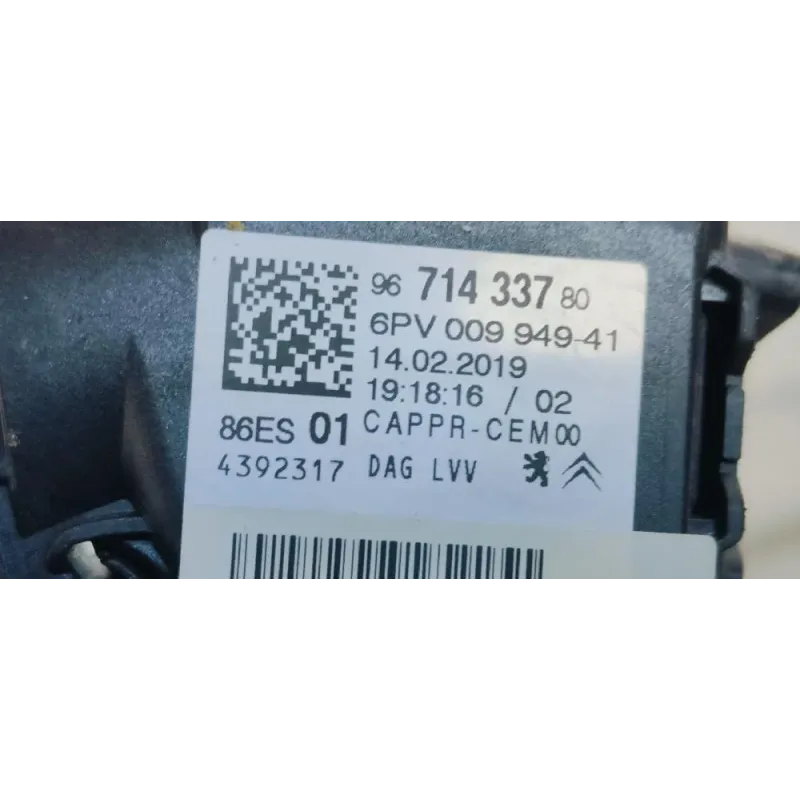 96 714 337 80
6PV 009 949-41
14.02.2019
19:18:16 / 02
86ES 01 CAPPR-CEM00
4392317 DAG LVV